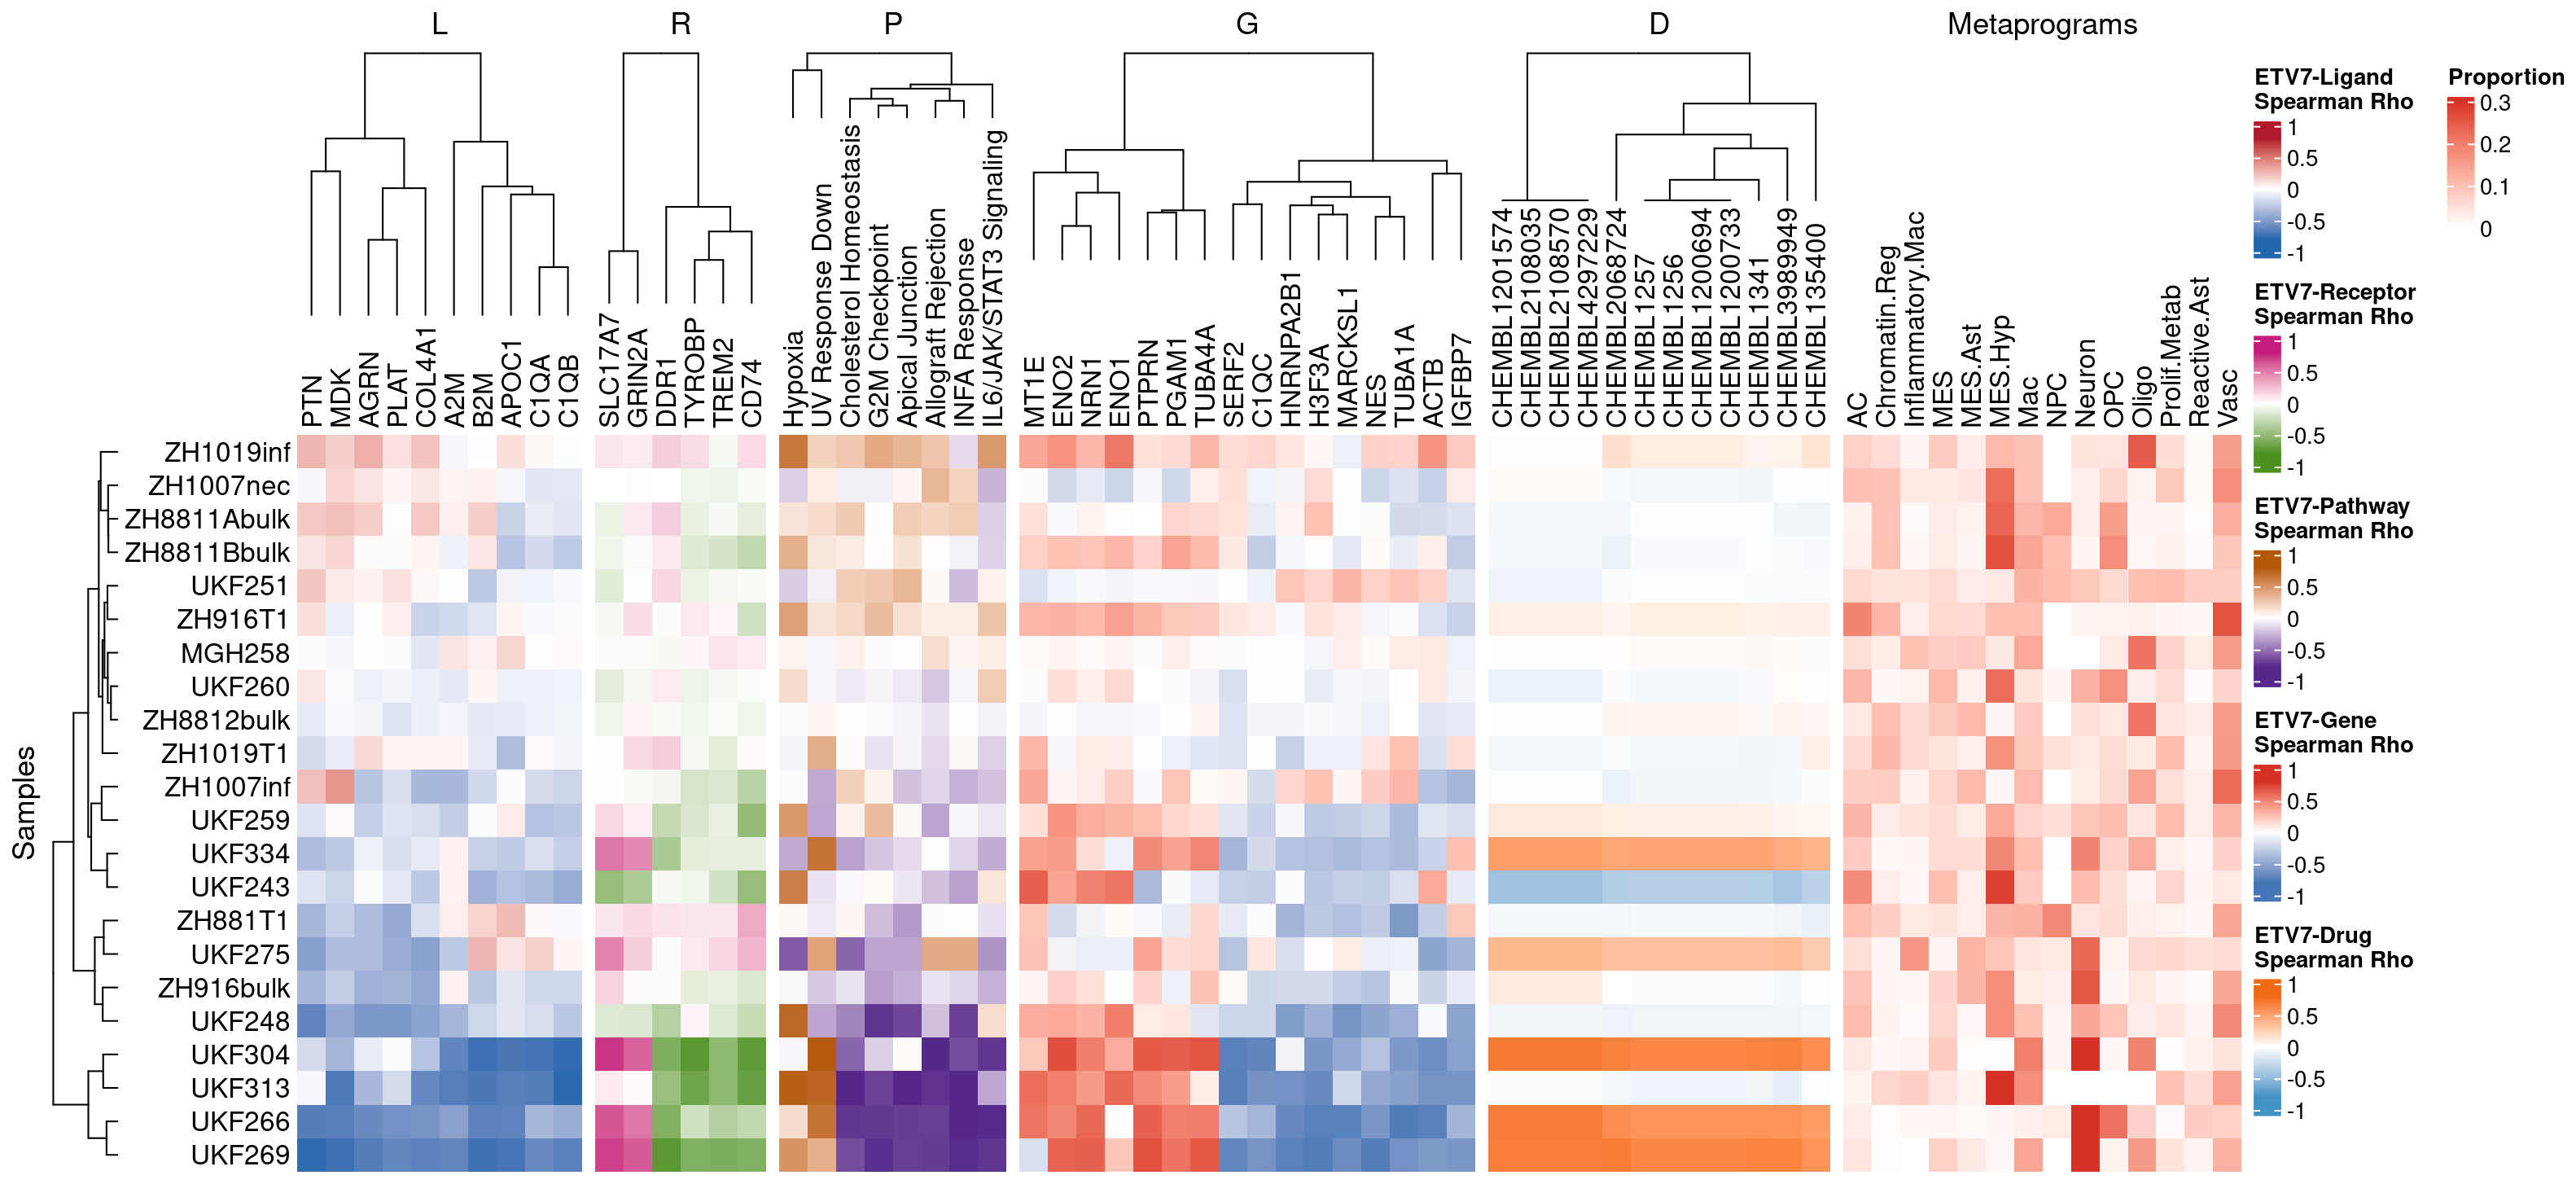 L
R
P
G
D
Metaprograms
PTN
MDK
AGRN
PLAT
COL4A1
A2M
B2M
APOC1
C1QA
C1QB
SLC17A7
GRIN2A
DDR1
TYROBP
TREM2
CD74
Hypoxia
UV Response Down
Cholesterol Homeostasis
G2M Checkpoint
Apical Junction
Allograft Rejection
INFA Response
IL6/JAK/STAT3 Signaling
MT1E
ENO2
NRN1
ENO1
PTPRN
PGAM1
TUBA4A
SERF2
C1QC
HNRNPA2B1
H3F3A
MARCKSL1
NES
TUBA1A
ACTB
IGFBP7
CHEMBL1201574
CHEMBL2108035
CHEMBL2108570
CHEMBL4297229
CHEMBL2068724
CHEMBL1257
CHEMBL1256
CHEMBL1200694
CHEMBL1200733
CHEMBL1341
CHEMBL3989949
CHEMBL135400
AC
Chromatin.Reg
Inflammatory.Mac
MES
MES.Ast
MES.Hyp
Mac
NPC
Neuron
OPC
Oligo
Prolif.Metab
Reactive.Ast
Vasc
Samples
ZH1019inf
ZH1007nec
ZH8811Abulk
ZH8811Bbulk
UKF251
ZH916T1
MGH258
UKF260
ZH8812bulk
ZH1019T1
ZH1007inf
UKF259
UKF334
UKF243
ZH881T1
UKF275
ZH916bulk
UKF248
UKF304
UKF313
UKF266
UKF269
ETV7-Ligand
Spearman Rho
1
0.5
0
-0.5
-1
ETV7-Receptor
Spearman Rho
1
0.5
0
-0.5
-1
ETV7-Pathway
Spearman Rho
1
0.5
0
-0.5
-1
ETV7-Gene
Spearman Rho
1
0.5
0
-0.5
-1
ETV7-Drug
Spearman Rho
1
0.5
0
-0.5
-1
Proportion
0.3
0.2
0.1
0